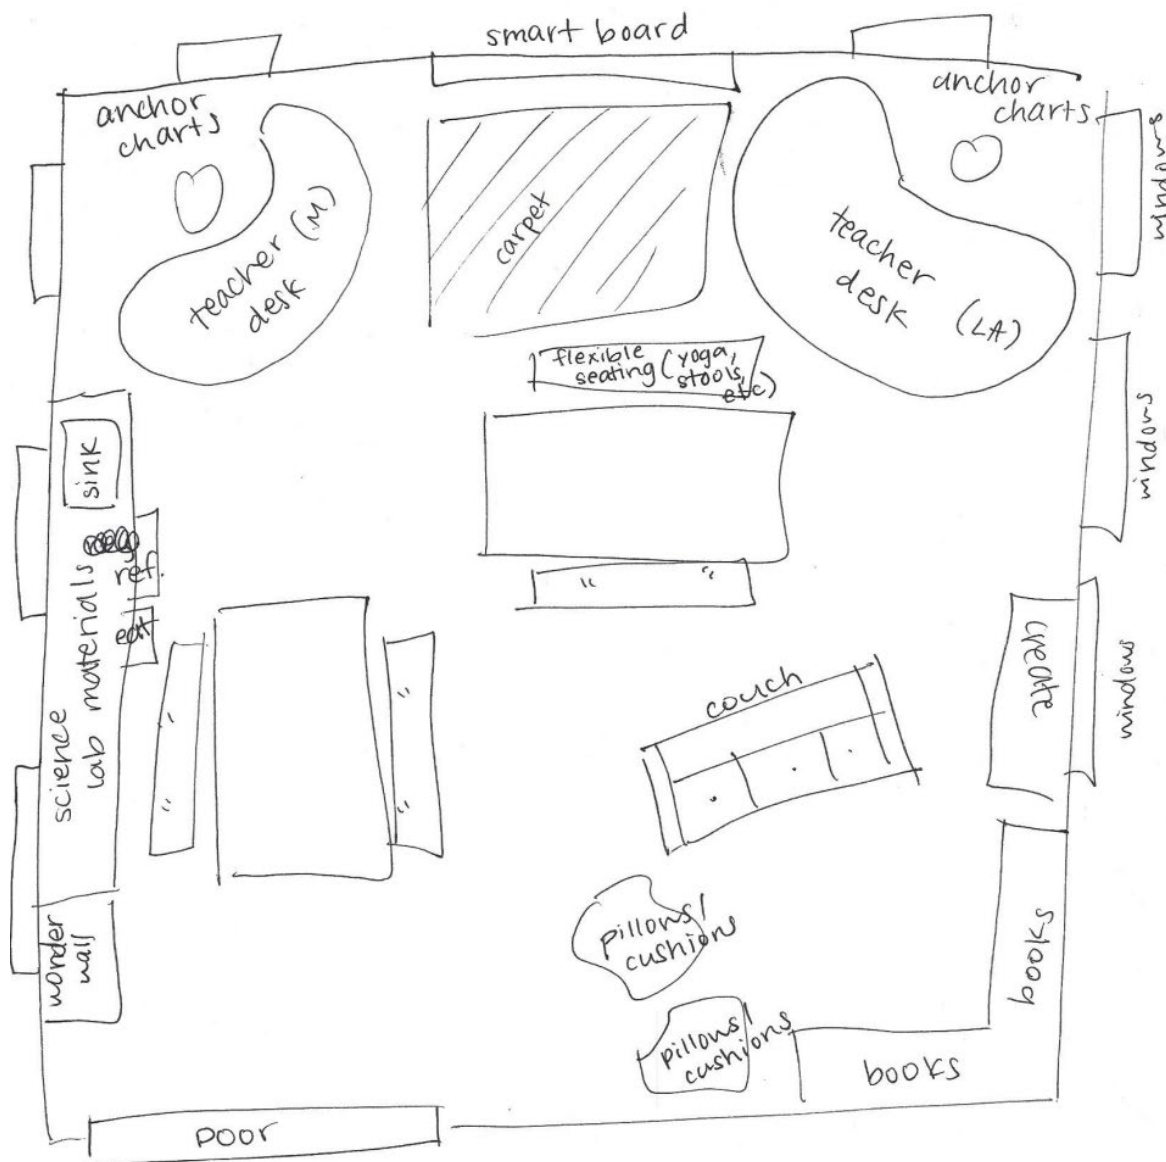 smart board
anchor
charts
anchor
charts
windows
teacher (M)
desk
carpet
teacher
desk (LA)
flexible
seating (yoga,
stools,
etc)
windows
sink
" "
ref.
eat
science
lab materials
"
"
"
"
couch
create
windows
wonder
wall
pillows/
cushions
books
pillows/
cushions
books
Door